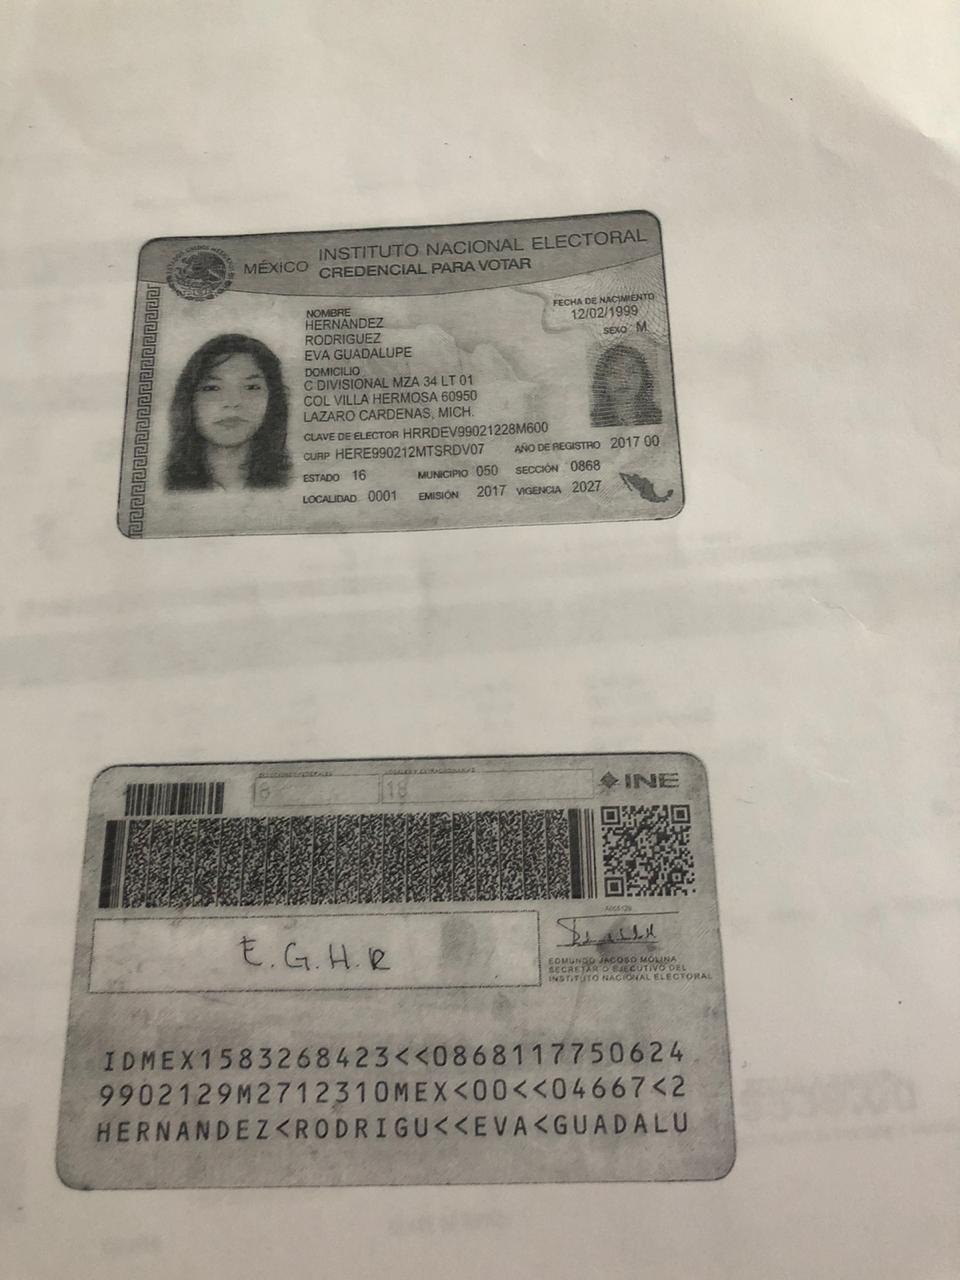 MÉXICO INSTITUTO NACIONAL ELECTORAL
CREDENCIAL PARA VOTAR
NOMBRE
HERNANDEZ
RODRIGUEZ
EVA GUADALUPE
FECHA DE NACIMIENTO
12/02/1999
SEXO M
DOMICILIO
C DIVISIONAL MZA 34 LT 01
COL VILLA HERMOSA 60950
LAZARO CARDENAS, MICH.
CLAVE DE ELECTOR HRRDEV99021228M600
CURP HERE990212MTSRDV07 AÑO DE REGISTRO 2017 00
ESTADO 16 MUNICIPIO 050 SECCIÓN 0868
LOCALIDAD 0001 EMISIÓN 2017 VIGENCIA 2027
18
INE
E.G.H.R
EDMUNDO JACOBO MOLINA
SECRETARIO EJECUTIVO DEL
INSTITUTO NACIONAL ELECTORAL
IDMEX1583268423<<0868117750624
9902129M2712310MEX<00<<04667<2
HERNANDEZ<RODRIGU<<EVA<GUADALU